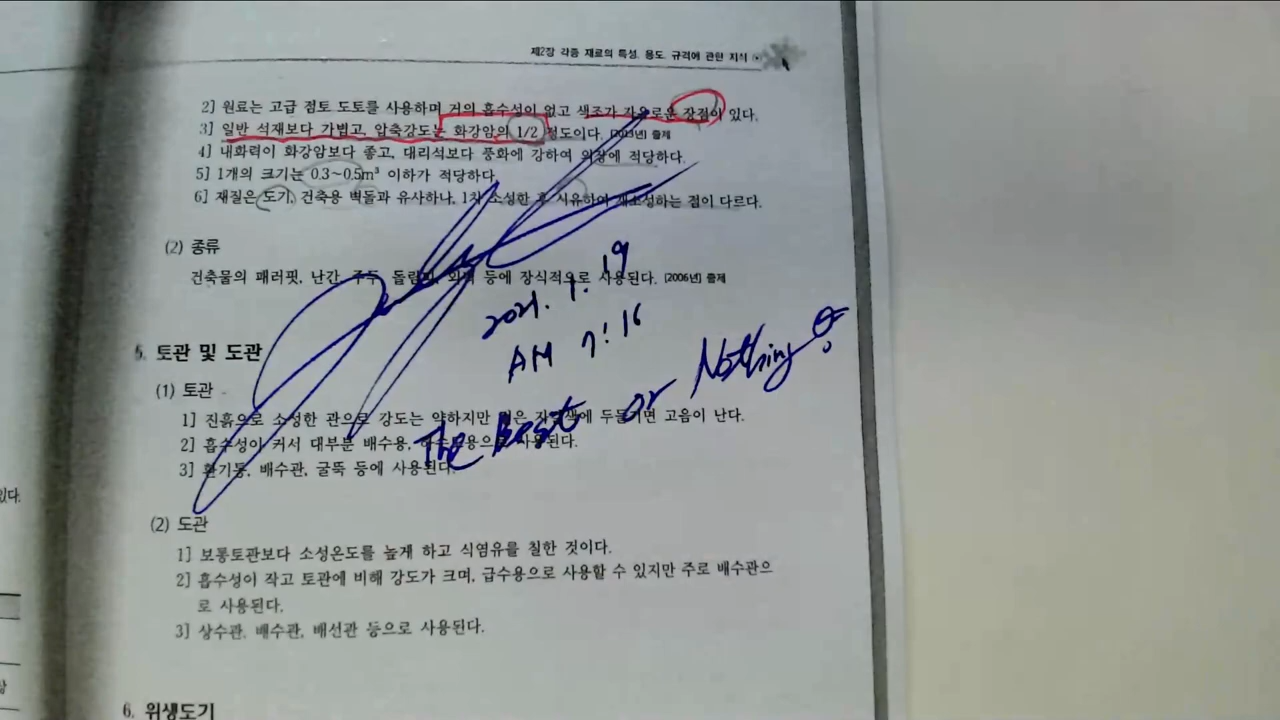 제2장 각종 재료의 특성, 용도, 규격에 관한 지식
2] 원료는 고급 점토 도토를 사용하며 거의 흡수성이 없고 색조가 자유로운 장점이 있다.
3] 일반 석재보다 가볍고, 압축강도는 화강암의 1/2 정도이다. [2013년] 출제
4] 내화력이 화강암보다 좋고, 대리석보다 풍화에 강하여 외장에 적당하다.
5] 1개의 크기는 0.3~0.5m³ 이하가 적당하다.
6] 재질은 도기, 건축용 벽돌과 유사하나, 1차 소성한 후 시유하여 재소성하는 점이 다르다.
(2) 종류
건축물의 패러핏, 난간, 주두, 돌림띠, 등에 장식적으로 사용된다. [2006년] 출제
2021. 1. 19
AM 7:16
The Best or Nothing
5. 토관 및 도관
(1) 토관
1] 진흙으로 소성한 관으로 강도는 약하지만 두들기면 고음이 난다.
2] 흡수성이 커서 대부분 배수용, 사용된다.
3] 환기통, 배수관, 굴뚝 등에 사용된다.
있다.
(2) 도관
1] 보통토관보다 소성온도를 높게 하고 식염유를 칠한 것이다.
2] 흡수성이 작고 토관에 비해 강도가 크며, 급수용으로 사용할 수 있지만 주로 배수관으
로 사용된다.
3] 상수관, 배수관, 배선관 등으로 사용된다.
6. 위생도기